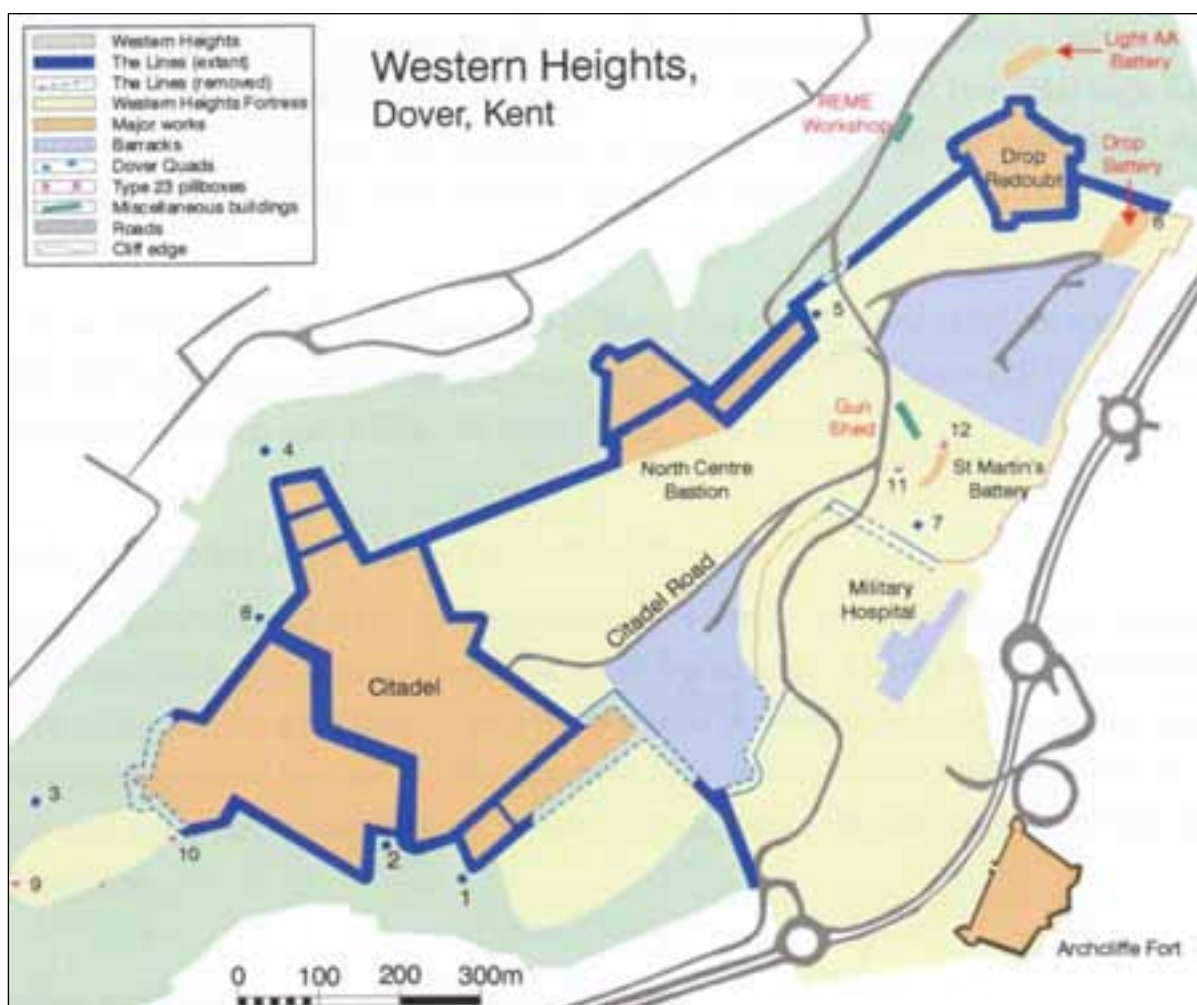 Western Heights
The Lines (extant)
The Lines (removed)
Western Heights Fortress
Major works
Barracks
Dover Quads
Type 23 pillboxes
Miscellaneous buildings
Roads
Cliff edge
Western Heights,
Dover, Kent
Light AA
Battery
REME
Workshop
Drop
Redoubt
Drop
Battery
6
5
Gun
Shed
12
4
North Centre
Bastion
11
St Martin's
Battery
7
Citadel Road
Military
Hospital
8
Citadel
3
10
2
9
1
Archcliffe Fort
0 100 200 300m